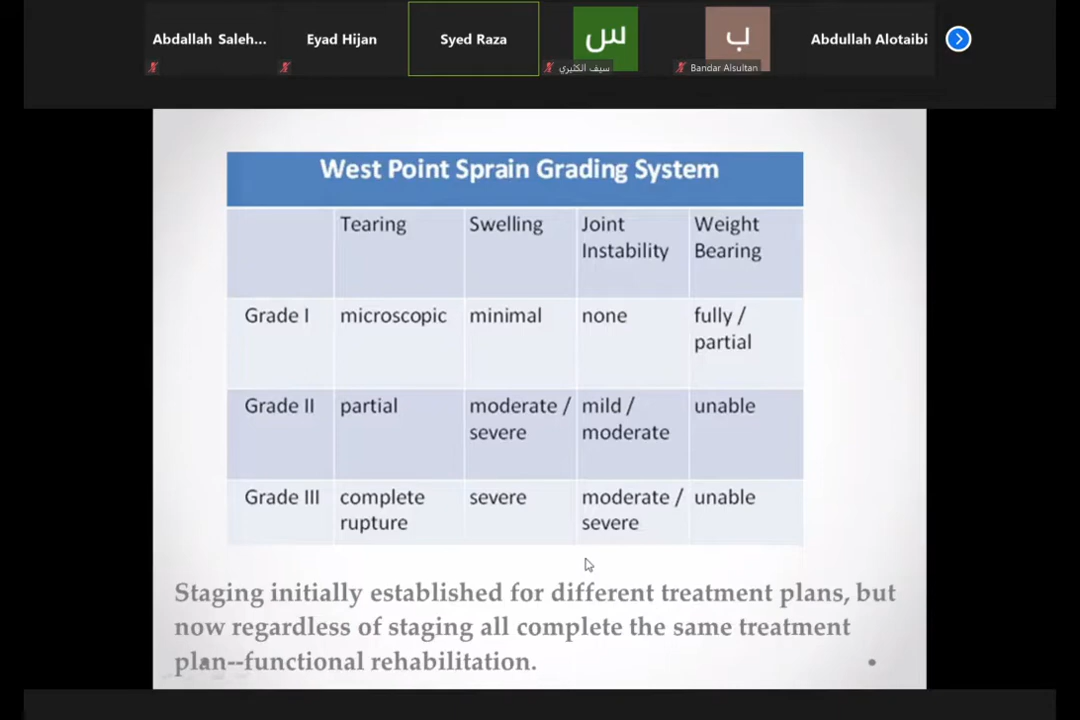 Abdallah Saleh...
Eyad Hijan
Syed Raza
س
سيف الكثيري
ب
Bandar Alsultan
Abdullah Alotaibi
West Point Sprain Grading System
Tearing Swelling Joint Instability Weight Bearing
Grade I microscopic minimal none fully / partial
Grade II partial moderate / severe mild / moderate unable
Grade III complete rupture severe moderate / severe unable
Staging initially established for different treatment plans, but
now regardless of staging all complete the same treatment
plan--functional rehabilitation.